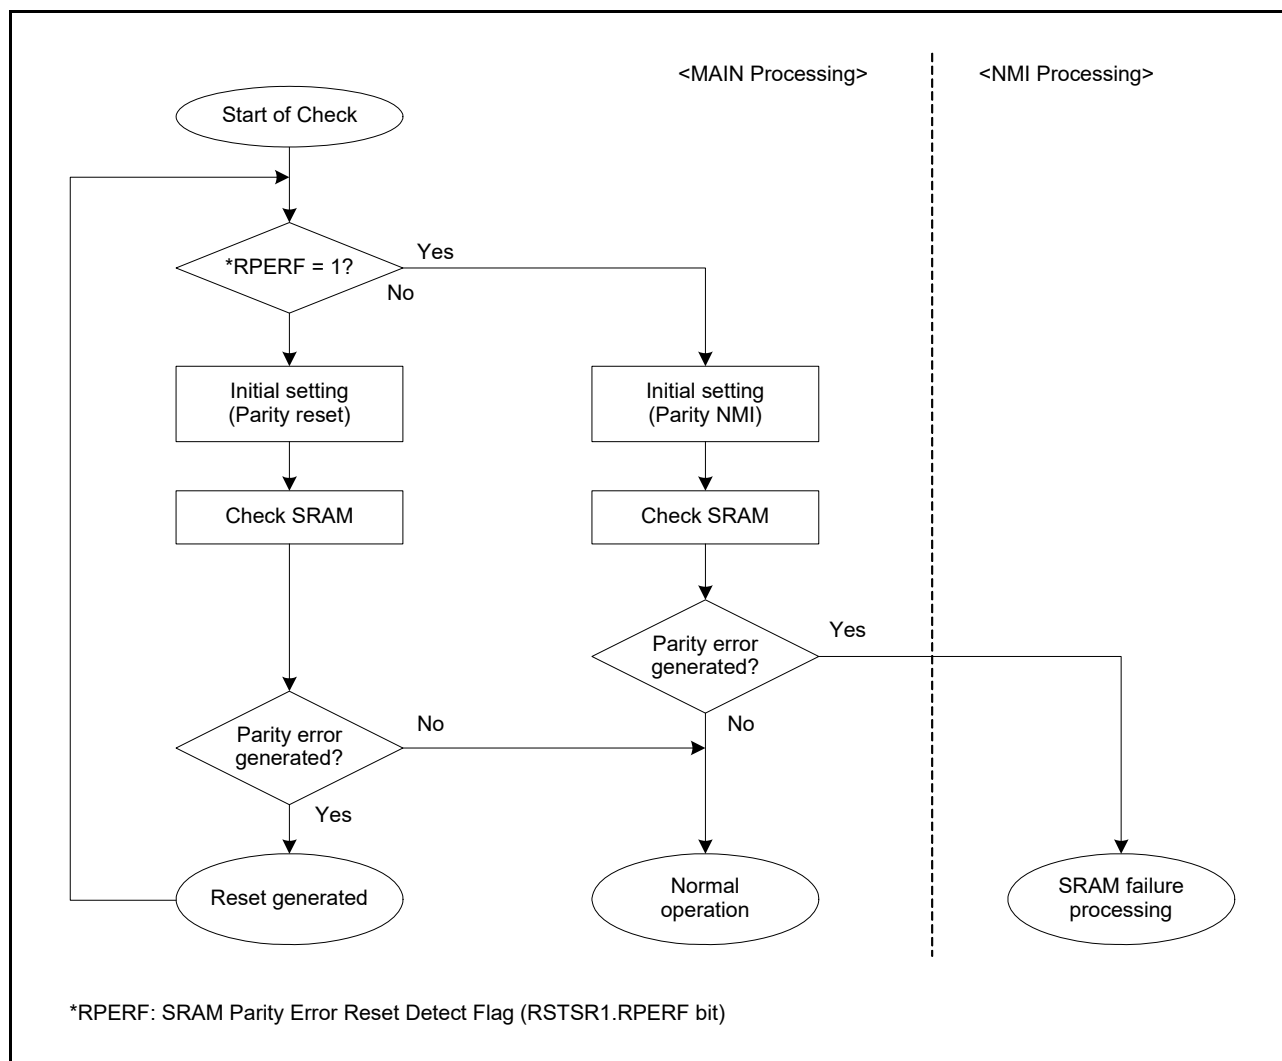 <MAIN Processing>
<NMI Processing>
Start of Check
*RPERF = 1?
Yes
No
Initial setting
(Parity reset)
Initial setting
(Parity NMI)
Check SRAM
Check SRAM
Parity error
generated?
Yes
No
Parity error
generated?
No
Yes
Reset generated
Normal
operation
SRAM failure
processing
*RPERF: SRAM Parity Error Reset Detect Flag (RSTSR1.RPERF bit)